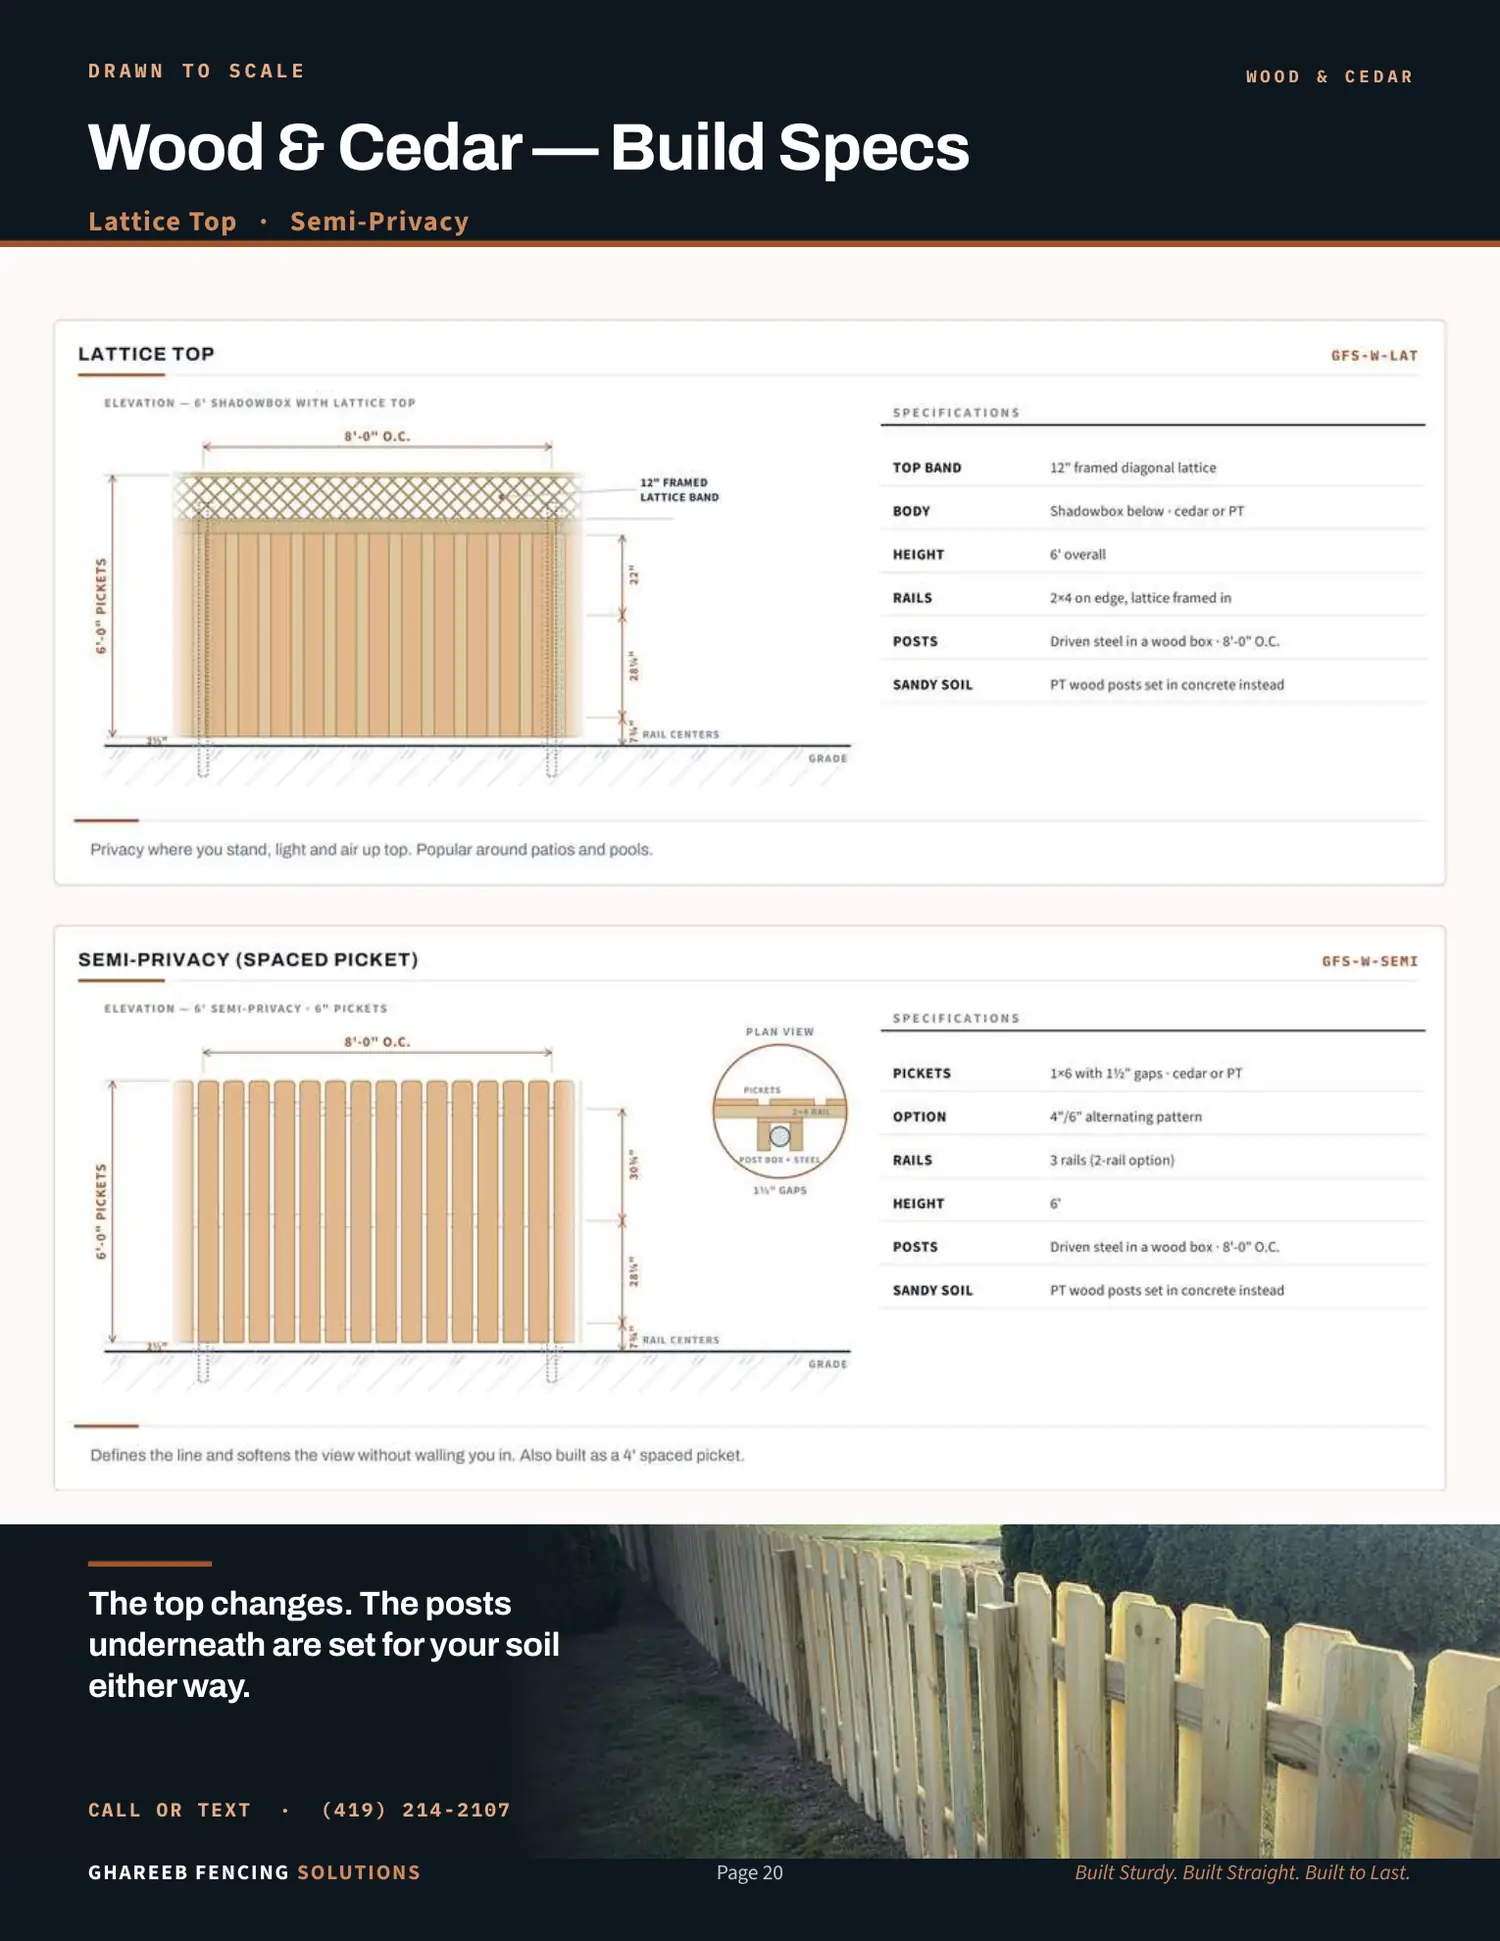 DRAWN TO SCALE
WOOD & CEDAR
Wood & Cedar — Build Specs
Lattice Top · Semi-Privacy
LATTICE TOP
GFS-W-LAT
ELEVATION — 6' SHADOWBOX WITH LATTICE TOP
8'-0" O.C.
12" FRAMED
LATTICE BAND
6'-0" PICKETS
22"
28¼"
7¾"
2½"
RAIL CENTERS
GRADE
SPECIFICATIONS
TOP BAND 12" framed diagonal lattice
BODY Shadowbox below · cedar or PT
HEIGHT 6' overall
RAILS 2×4 on edge, lattice framed in
POSTS Driven steel in a wood box · 8'-0" O.C.
SANDY SOIL PT wood posts set in concrete instead
Privacy where you stand, light and air up top. Popular around patios and pools.
SEMI-PRIVACY (SPACED PICKET)
GFS-W-SEMI
ELEVATION — 6' SEMI-PRIVACY · 6" PICKETS
8'-0" O.C.
6'-0" PICKETS
30¾"
28¼"
7¾"
2½"
RAIL CENTERS
GRADE
PLAN VIEW
PICKETS
2×4 RAIL
POST BOX + STEEL
1½" GAPS
SPECIFICATIONS
PICKETS 1×6 with 1½" gaps · cedar or PT
OPTION 4"/6" alternating pattern
RAILS 3 rails (2-rail option)
HEIGHT 6'
POSTS Driven steel in a wood box · 8'-0" O.C.
SANDY SOIL PT wood posts set in concrete instead
Defines the line and softens the view without walling you in. Also built as a 4' spaced picket.
The top changes. The posts
underneath are set for your soil
either way.
CALL OR TEXT · (419) 214-2107
GHAREEB FENCING SOLUTIONS
Page 20
Built Sturdy. Built Straight. Built to Last.